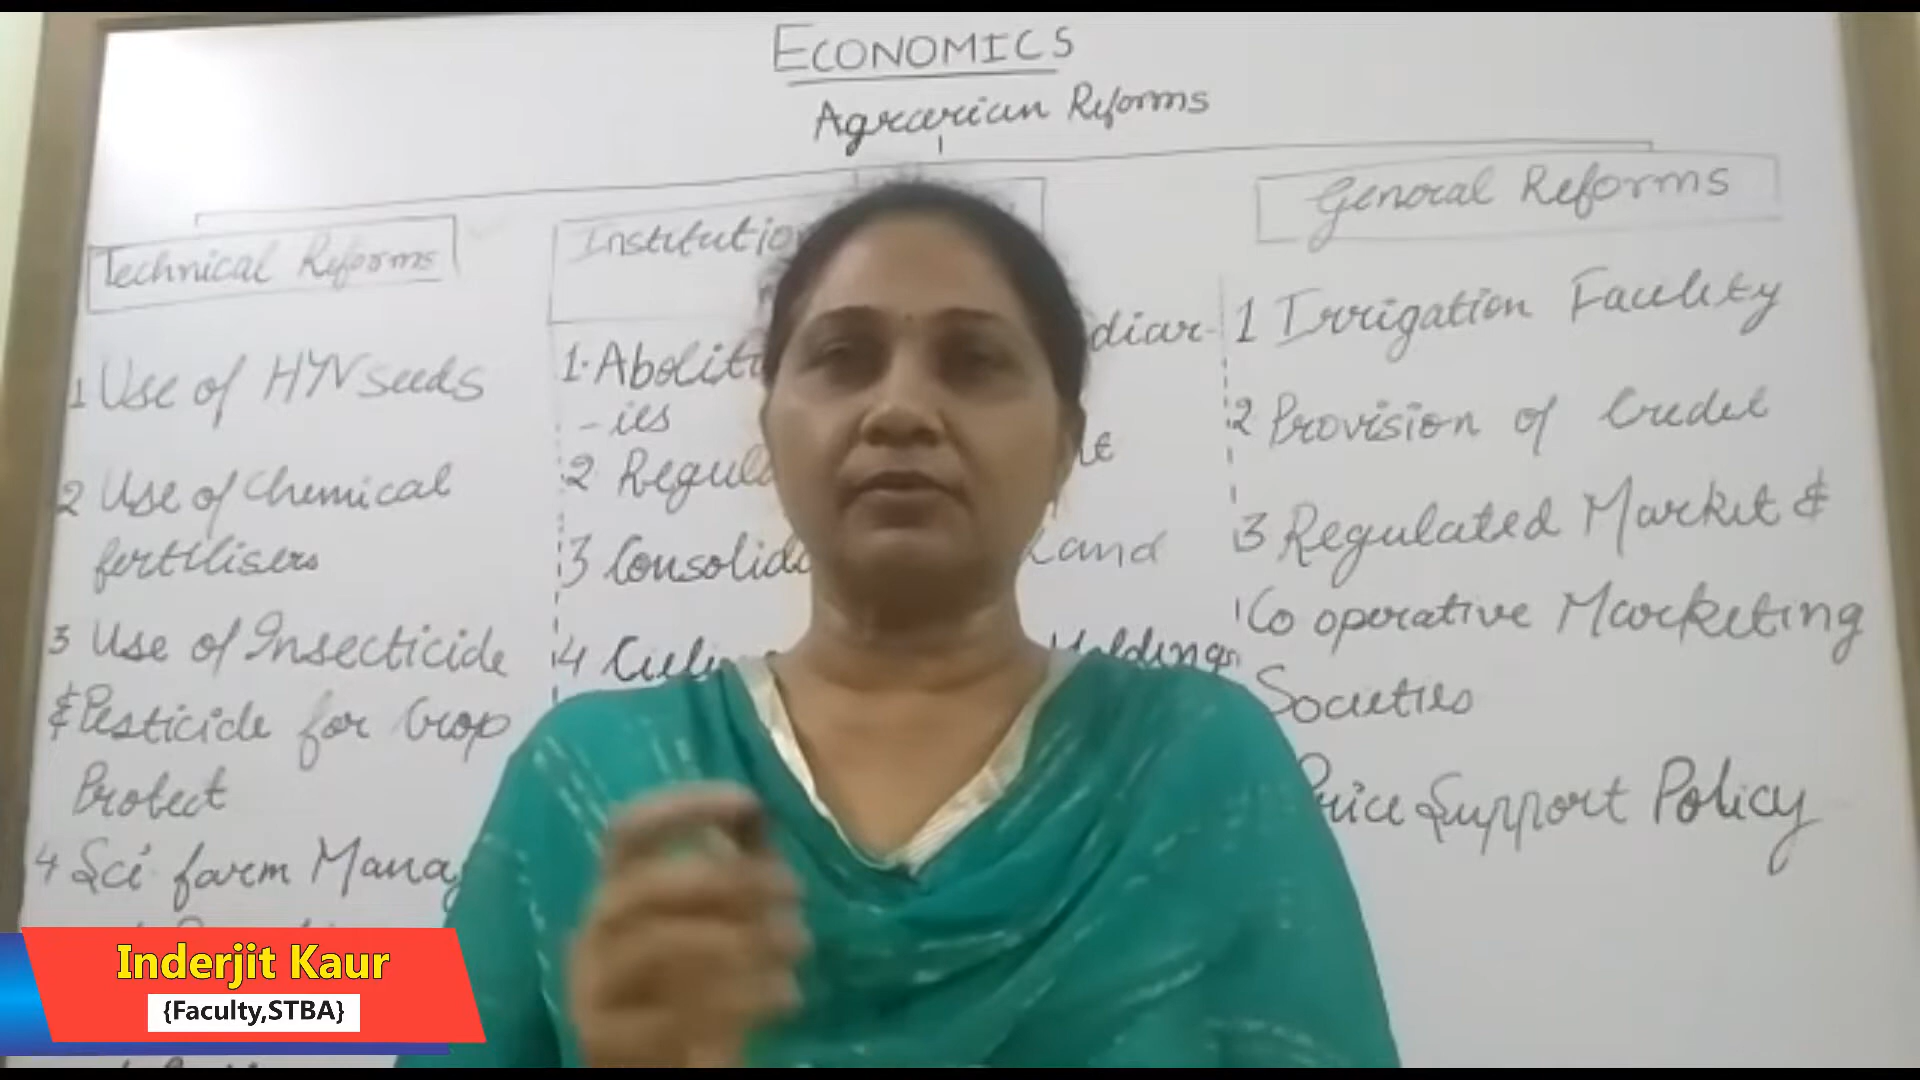 ECONOMICS
Agrarian Reforms
Technical Reforms
1 Use of HYV seeds
2 Use of Chemical
fertilisers
3 Use of Insecticide
& Pesticide for Crop
Protect
4 Sci farm Manag
Institution
1. Abolit diar-
- ies
2 Regula
3 Consolida Land
4 Holdings
General Reforms
1 Irrigation Facility
2 Provision of Credit
3 Regulated Market &
Co operative Marketing
Societies
Price Support Policy
Inderjit Kaur
{Faculty,STBA}